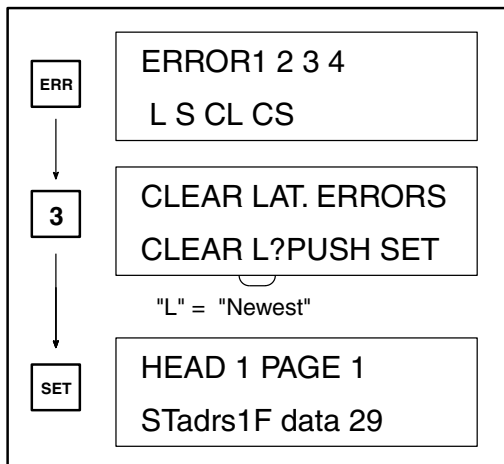 ERR
ERROR1 2 3 4
L S CL CS
3
CLEAR LAT. ERRORS
CLEAR L?PUSH SET
"L" = "Newest"
SET
HEAD 1 PAGE 1
STadrs1F data 29